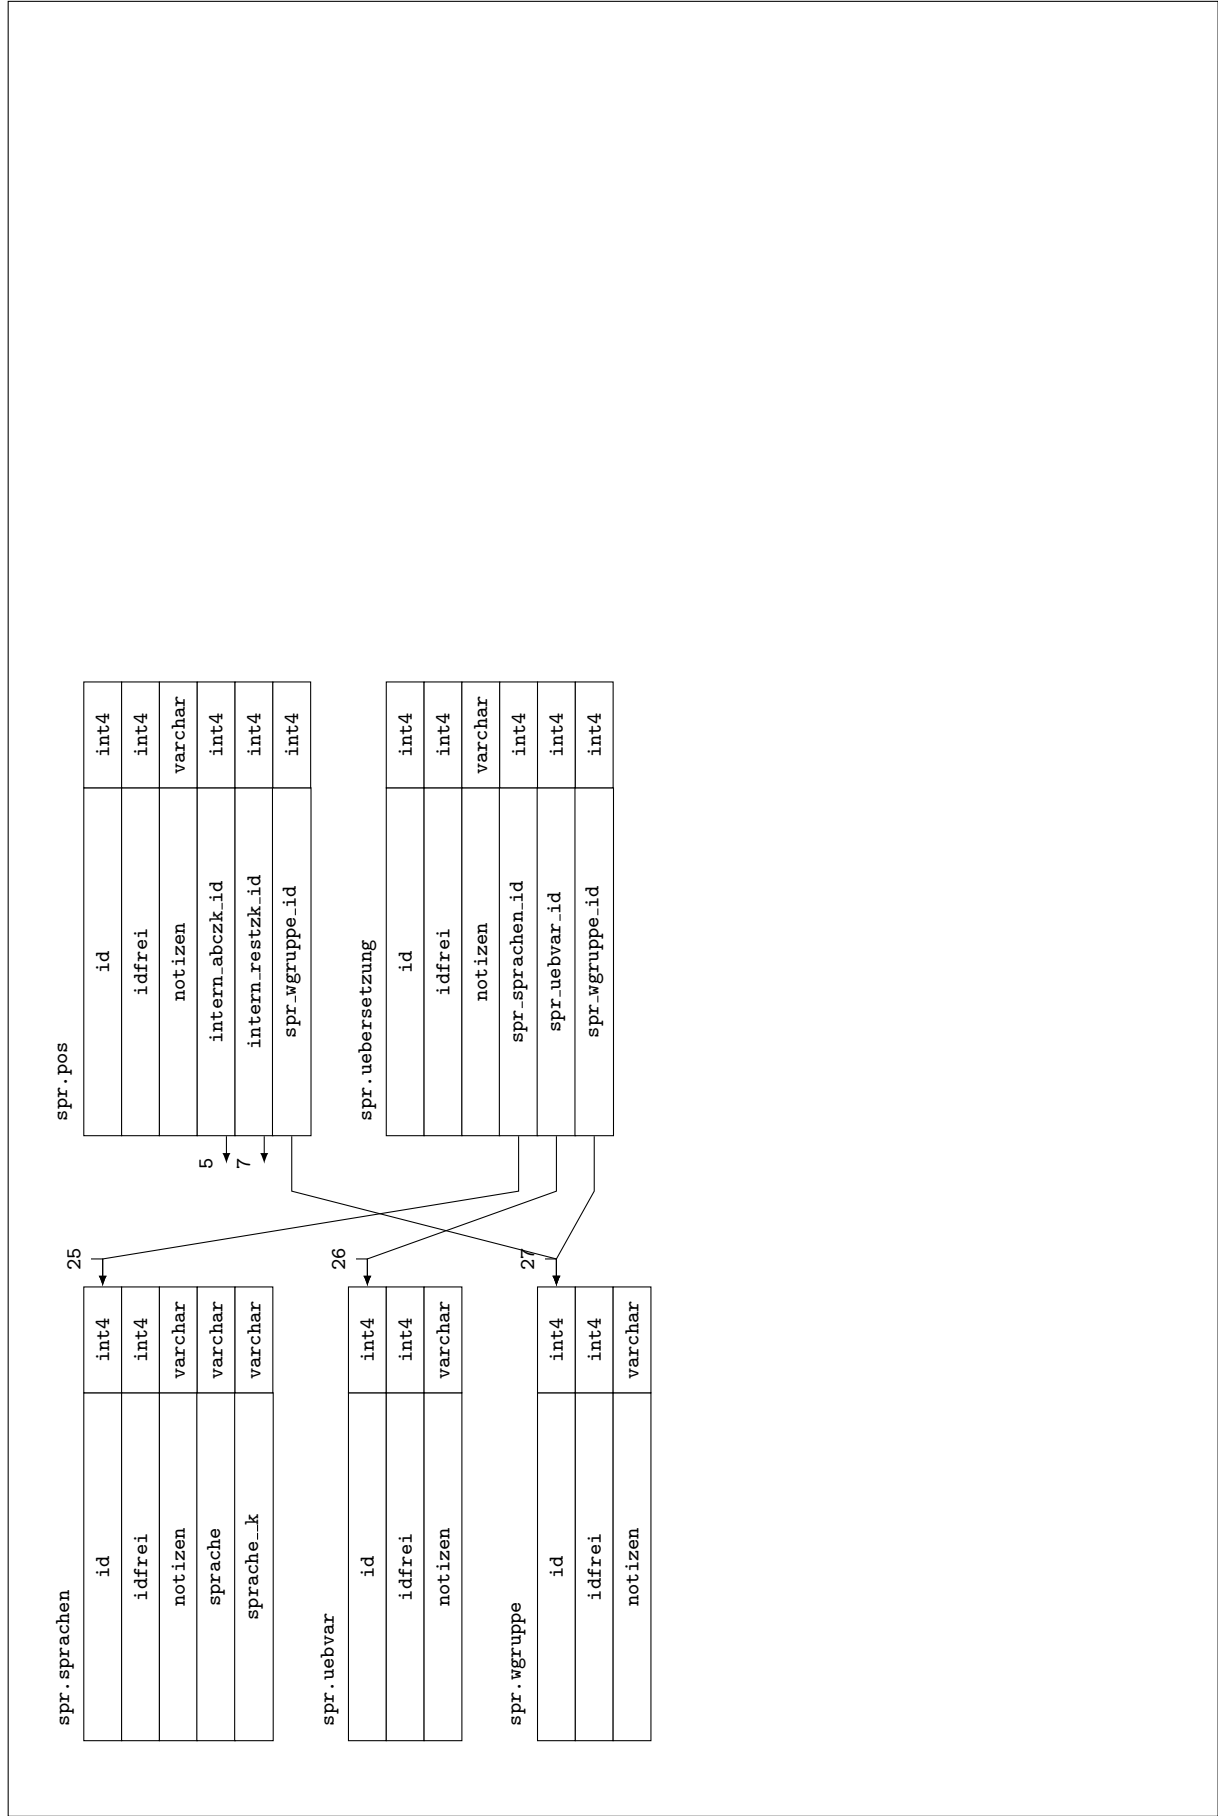 spr.sprachen
25
id int4
idfrei int4
notizen varchar
sprache varchar
sprache__k varchar
spr.uebvar
26
id int4
idfrei int4
notizen varchar
spr.wgruppe
27
id int4
idfrei int4
notizen varchar
spr.pos
id int4
idfrei int4
notizen varchar
5
intern_abczk_id int4
7
intern_restzk_id int4
spr_wgruppe_id int4
spr.uebersetzung
id int4
idfrei int4
notizen varchar
spr_sprachen_id int4
spr_uebvar_id int4
spr_wgruppe_id int4